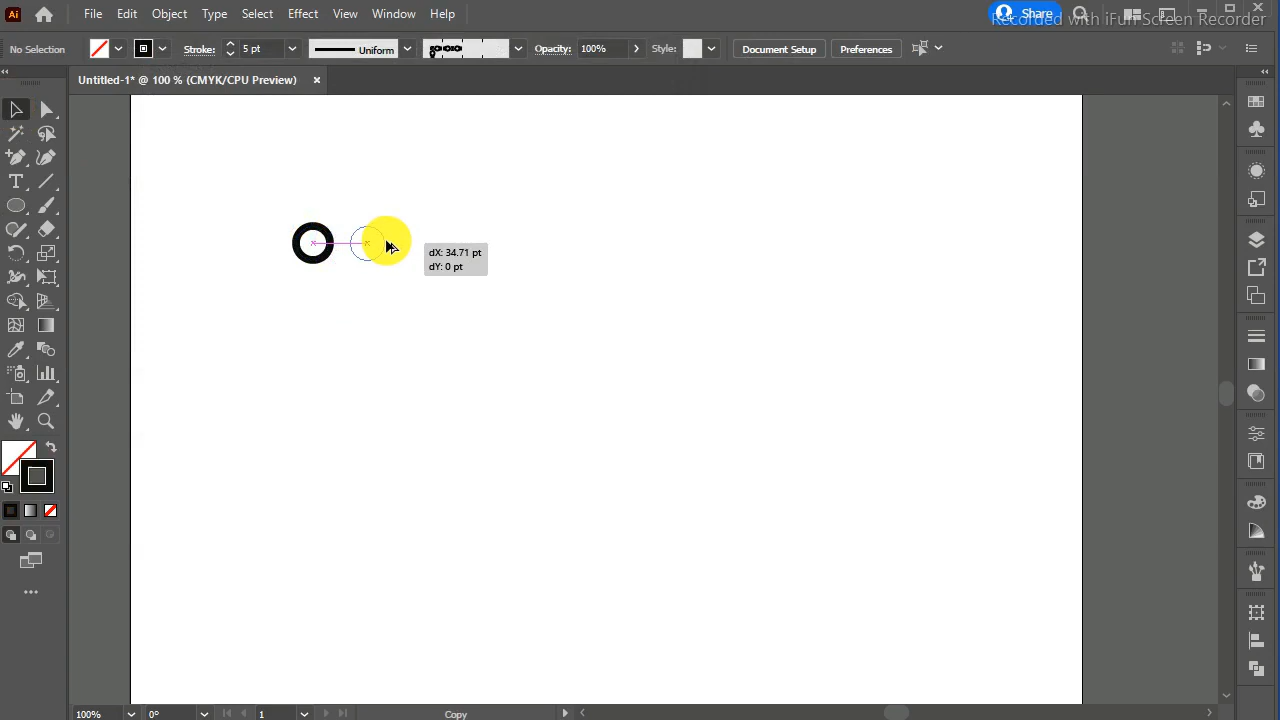 Ai File Edit Object Type Select Effect View Window Help Share
Recorded with iFun Screen Recorder
No Selection Stroke: 5 pt Uniform Opacity: 100% Style: Document Setup Preferences
Untitled-1* @ 100 % (CMYK/CPU Preview) ×
dX: 34.71 pt
dY: 0 pt
100% 0° 1 Copy